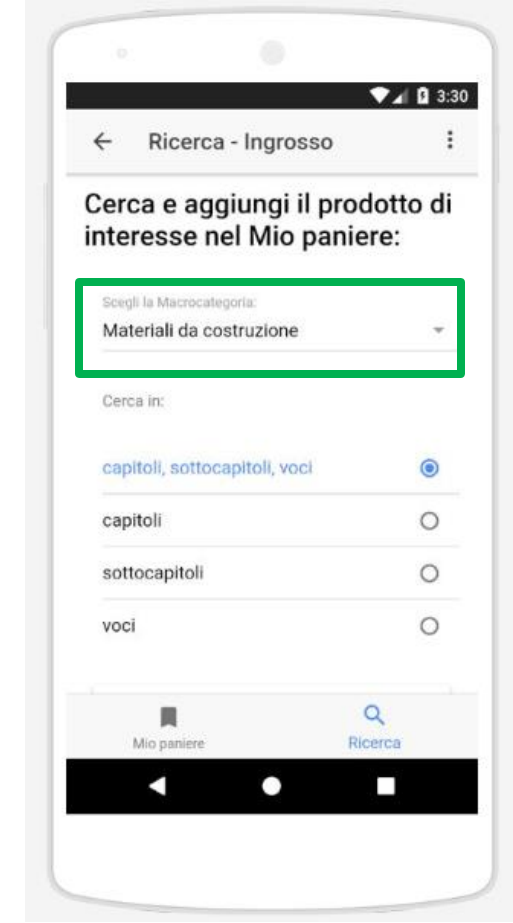 3:30
Ricerca - Ingrosso
Cerca e aggiungi il prodotto di
interesse nel Mio paniere:
Scegli la Macrocategoria:
Materiali da costruzione
Cerca in:
capitoli, sottocapitoli, voci
capitoli
sottocapitoli
voci
Mio paniere
Ricerca